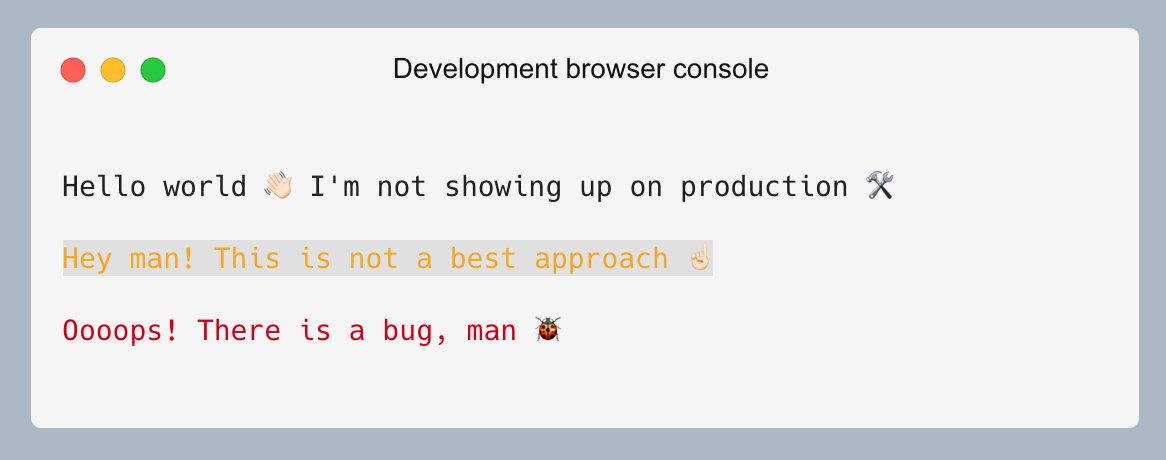 Development browser console
Hello world 👋🏻 I'm not showing up on production 🛠
Hey man! This is not a best approach ☝🏻
Oooops! There is a bug, man 🐞